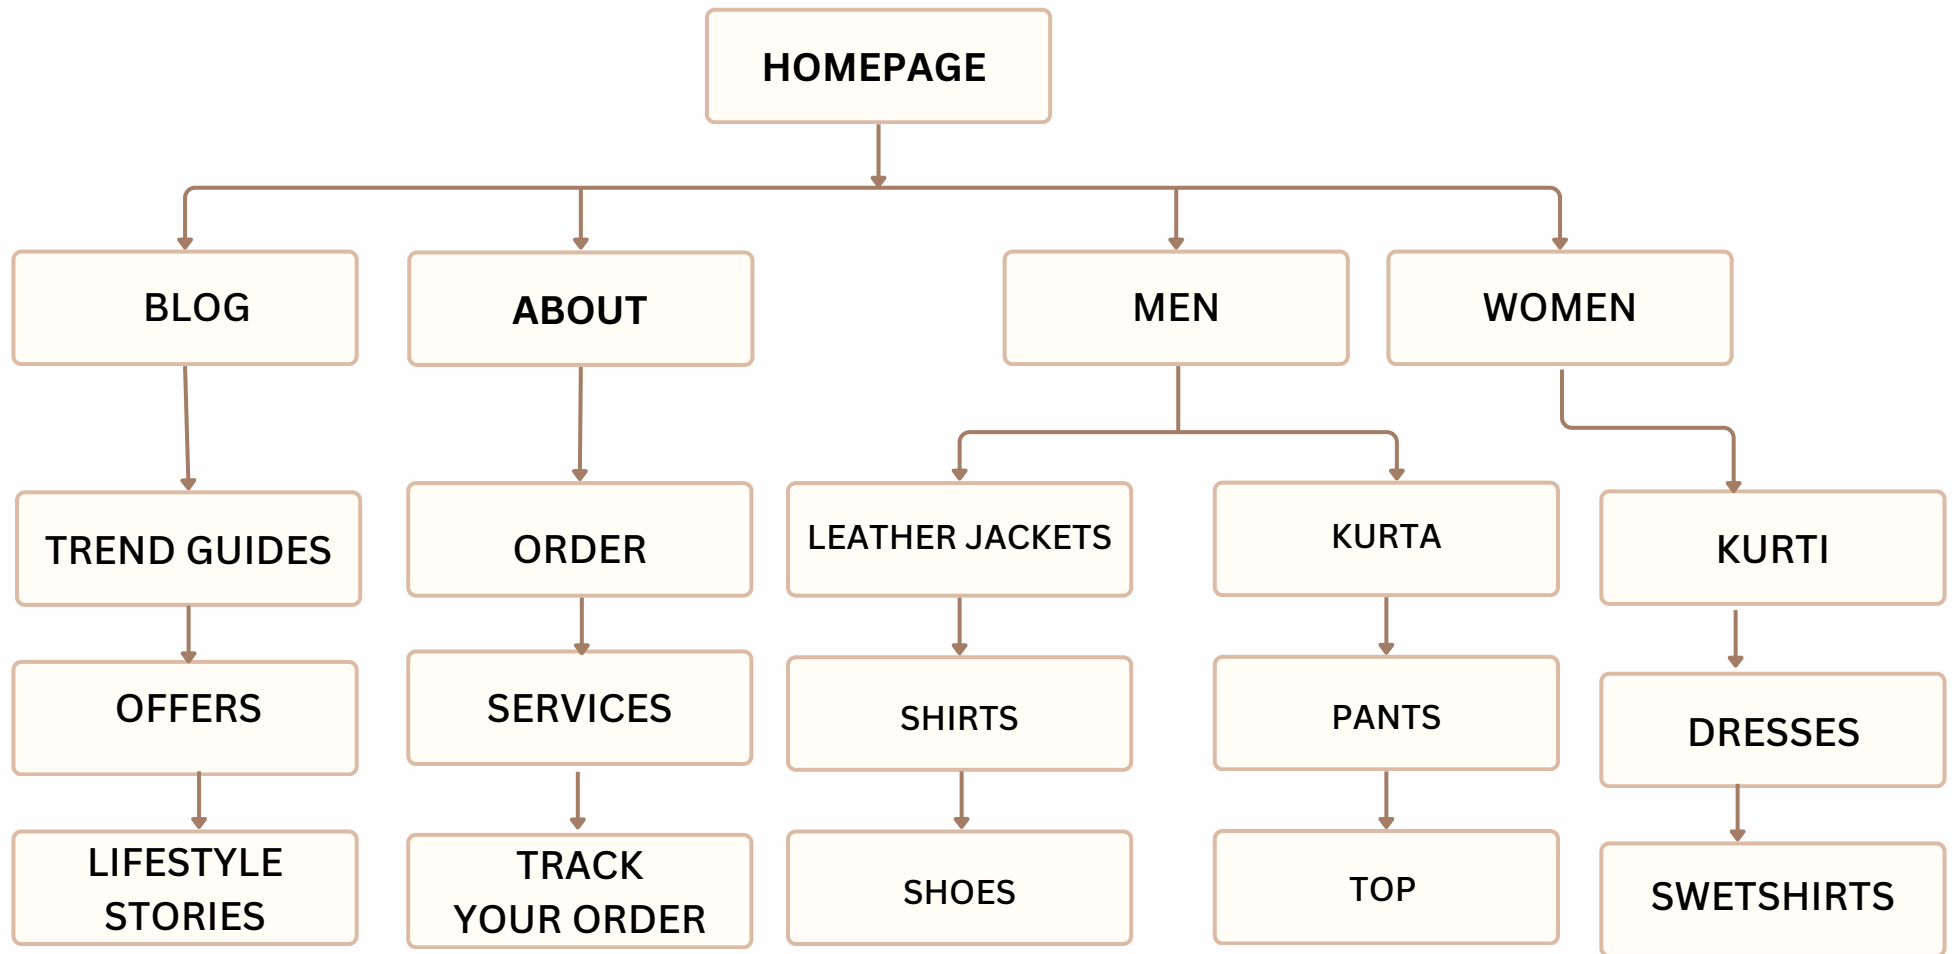 HOMEPAGE
BLOG
ABOUT
MEN
WOMEN
TREND GUIDES
ORDER
LEATHER JACKETS
KURTA
KURTI
OFFERS
SERVICES
SHIRTS
PANTS
DRESSES
LIFESTYLE
STORIES
TRACK
YOUR ORDER
SHOES
TOP
SWETSHIRTS